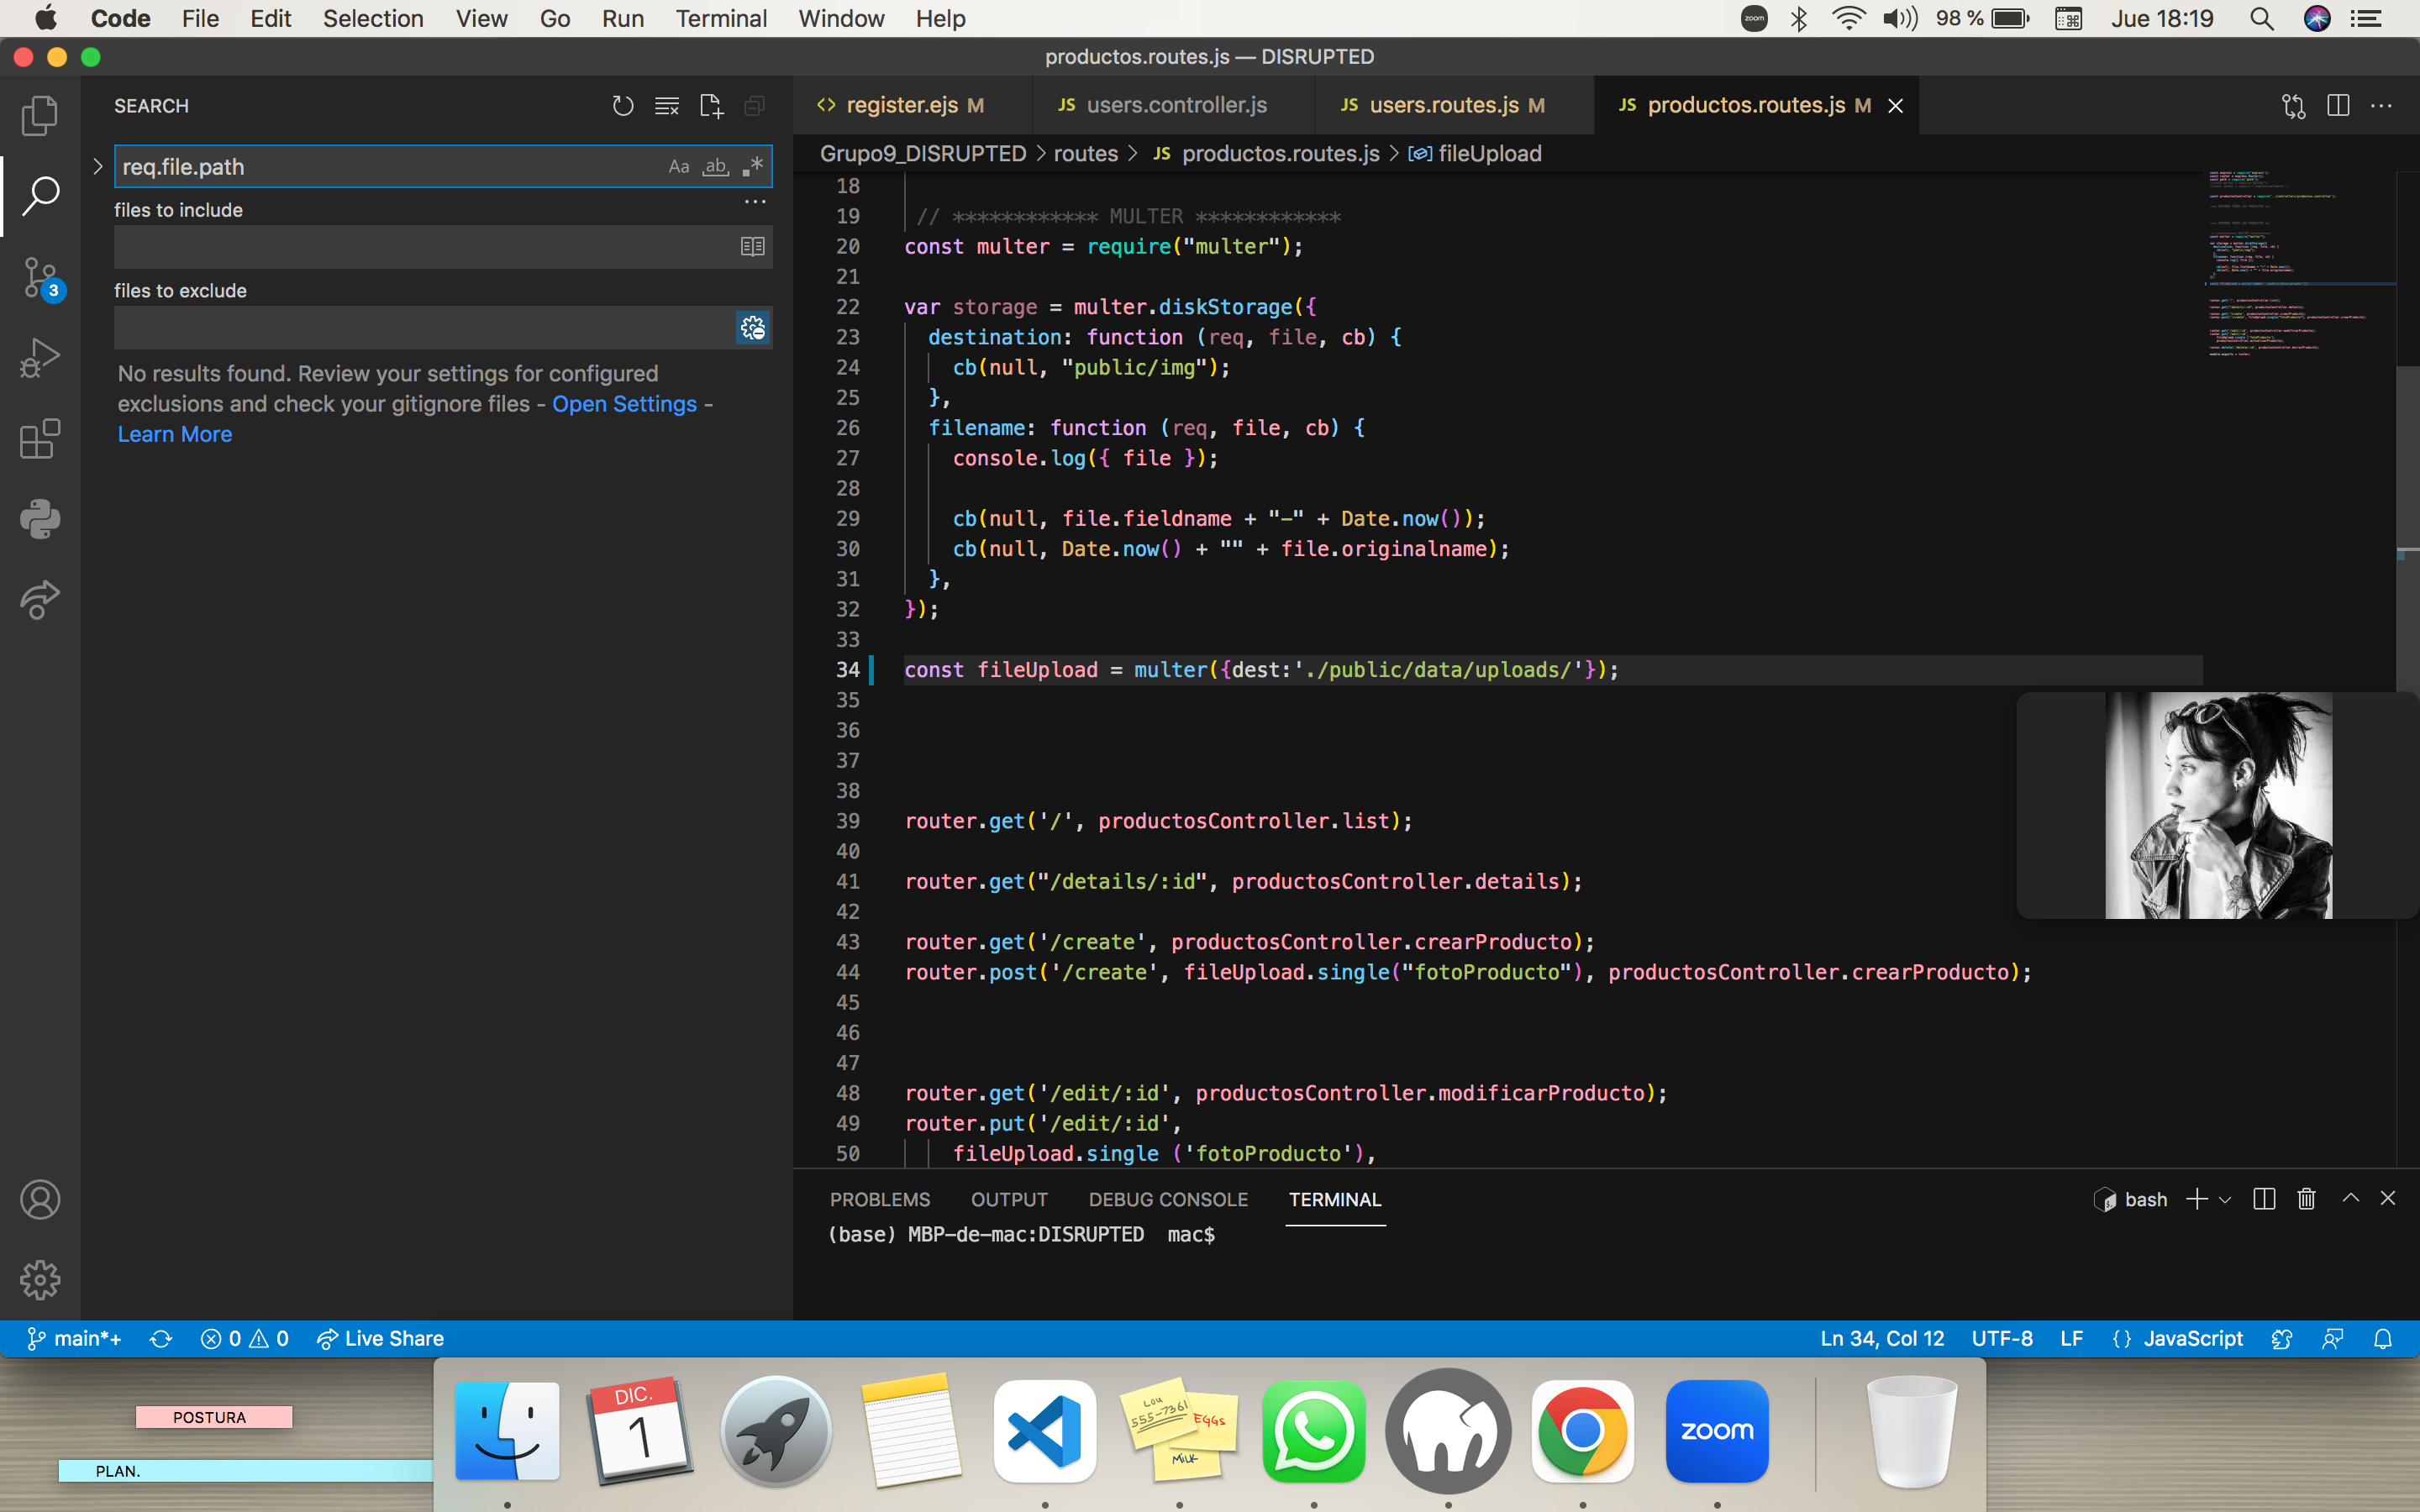 Code File Edit Selection View Go Run Terminal Window Help zoom 98 % Jue 18:19
productos.routes.js — DISRUPTED
SEARCH
req.file.path Aa ab .*
files to include
files to exclude
No results found. Review your settings for configured
exclusions and check your gitignore files - Open Settings -
Learn More
3
<> register.ejs M JS users.controller.js JS users.routes.js M JS productos.routes.js M
Grupo9_DISRUPTED > routes > JS productos.routes.js > fileUpload
18
19 // ************ MULTER ************
20 const multer = require("multer");
21
22 var storage = multer.diskStorage({
23 destination: function (req, file, cb) {
24 cb(null, "public/img");
25 },
26 filename: function (req, file, cb) {
27 console.log({ file });
28
29 cb(null, file.fieldname + "-" + Date.now());
30 cb(null, Date.now() + "" + file.originalname);
31 },
32 });
33
34 const fileUpload = multer({dest:'./public/data/uploads/'});
35
36
37
38
39 router.get('/', productosController.list);
40
41 router.get("/details/:id", productosController.details);
42
43 router.get('/create', productosController.crearProducto);
44 router.post('/create', fileUpload.single("fotoProducto"), productosController.crearProducto);
45
46
47
48 router.get('/edit/:id', productosController.modificarProducto);
49 router.put('/edit/:id',
50 fileUpload.single ('fotoProducto'),
PROBLEMS OUTPUT DEBUG CONSOLE TERMINAL bash
(base) MBP-de-mac:DISRUPTED mac$
main*+ 0 0 Live Share Ln 34, Col 12 UTF-8 LF {} JavaScript
POSTURA
PLAN.
DIC.
1
Lou
555-7361
EGGS
MILK
zoom